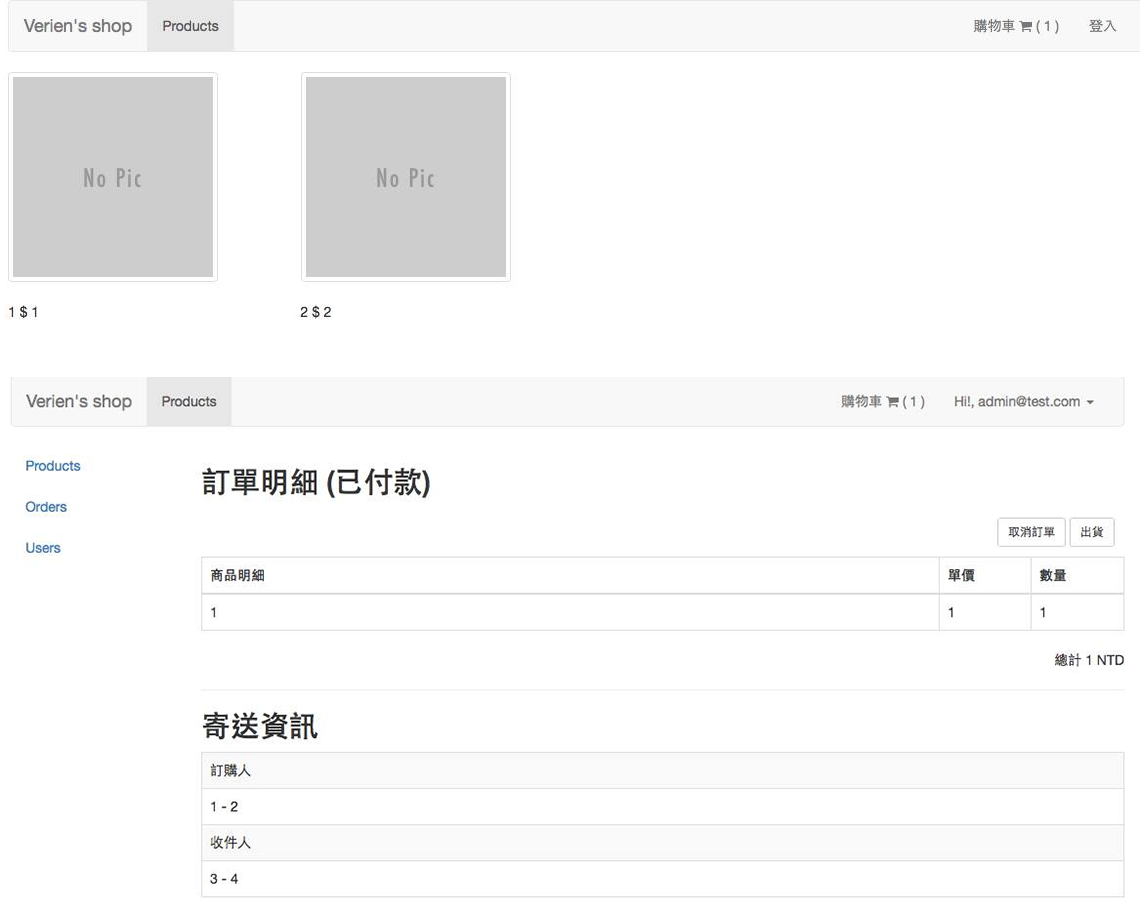 Verien's shop Products 購物車 ( 1 ) 登入
No Pic No Pic
1 $ 1 2 $ 2
Verien's shop Products 購物車 ( 1 ) Hi!, admin@test.com
Products
Orders
Users
訂單明細 (已付款)
取消訂單 出貨
商品明細 單價 數量
1 1 1
總計 1 NTD
寄送資訊
訂購人
1 - 2
收件人
3 - 4